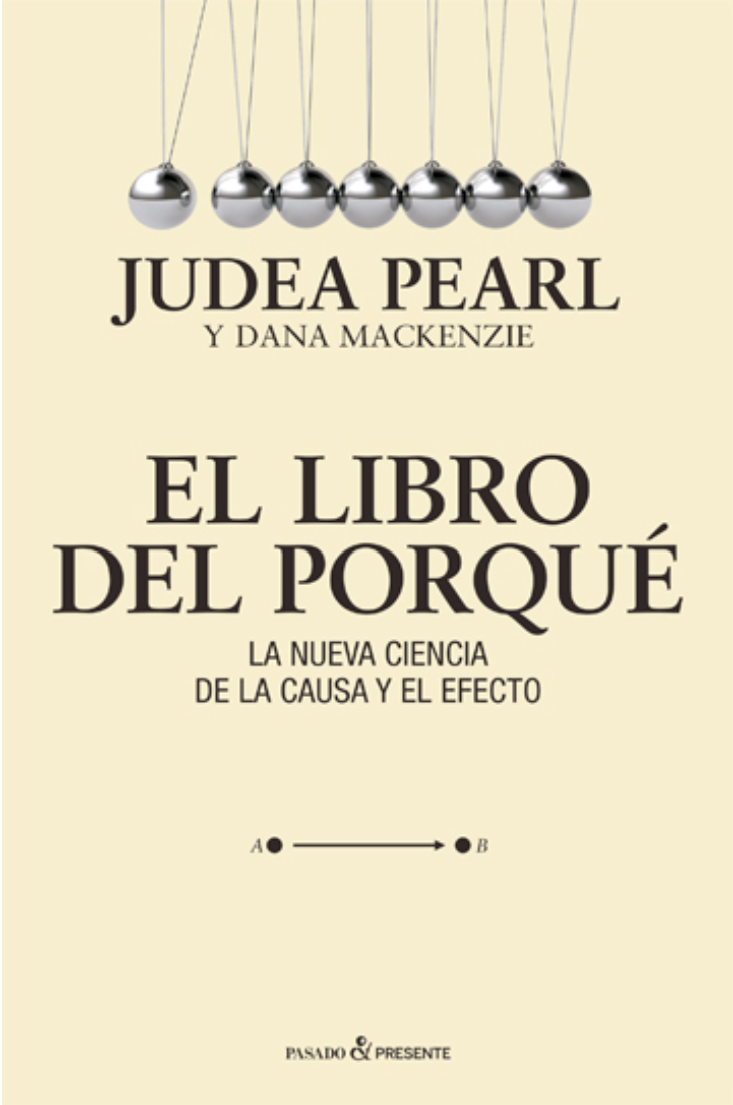 JUDEA PEARL
Y DANA MACKENZIE
EL LIBRO
DEL PORQUÉ
LA NUEVA CIENCIA
DE LA CAUSA Y EL EFECTO
A B
PASADO & PRESENTE